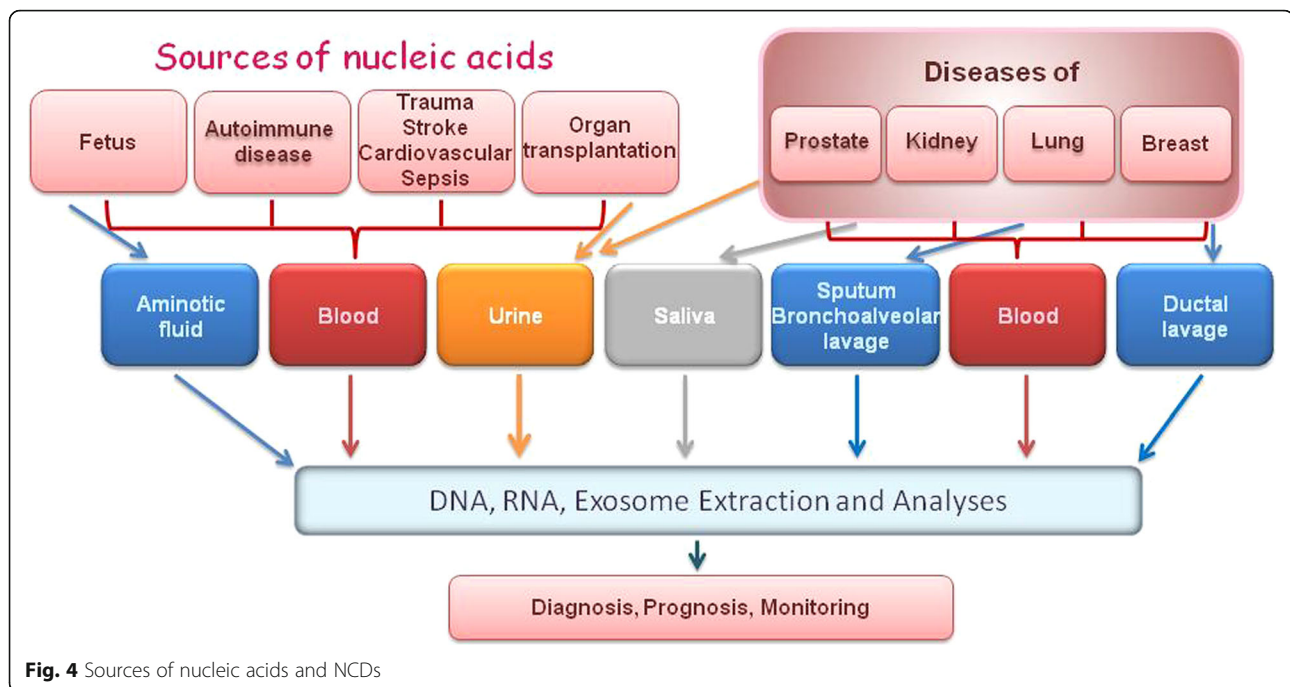 Sources of nucleic acids
Diseases of
Fetus
Autoimmune
disease
Trauma
Stroke
Cardiovascular
Sepsis
Organ
transplantation
Prostate
Kidney
Lung
Breast
Aminotic
fluid
Blood
Urine
Saliva
Sputum
Bronchoalveolar
lavage
Blood
Ductal
lavage
DNA, RNA, Exosome Extraction and Analyses
Diagnosis, Prognosis, Monitoring
Fig. 4 Sources of nucleic acids and NCDs